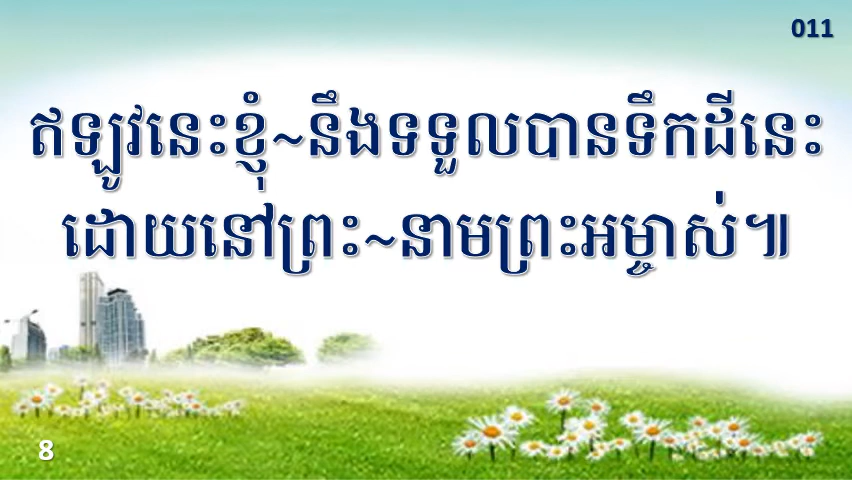 011
ឥឡូវនេះខ្ញុំ~នឹងទទួលបានទឹកដីនេះ
ដោយនៅព្រះ~នាមព្រះអម្ចាស់៕
8